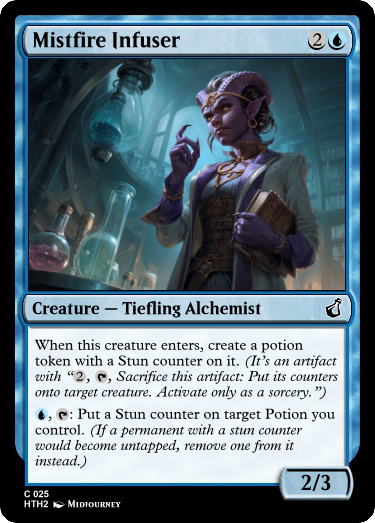 Mistfire Infuser 2
Creature — Tiefling Alchemist
When this creature enters, create a potion
token with a Stun counter on it. (It's an artifact
with “2, , Sacrifice this artifact: Put its counters
onto target creature. Activate only as a sorcery.”)
, : Put a Stun counter on target Potion you
control. (If a permanent with a stun counter
would become untapped, remove one from it
instead.)
2/3
C 025
HTH2 Midjourney